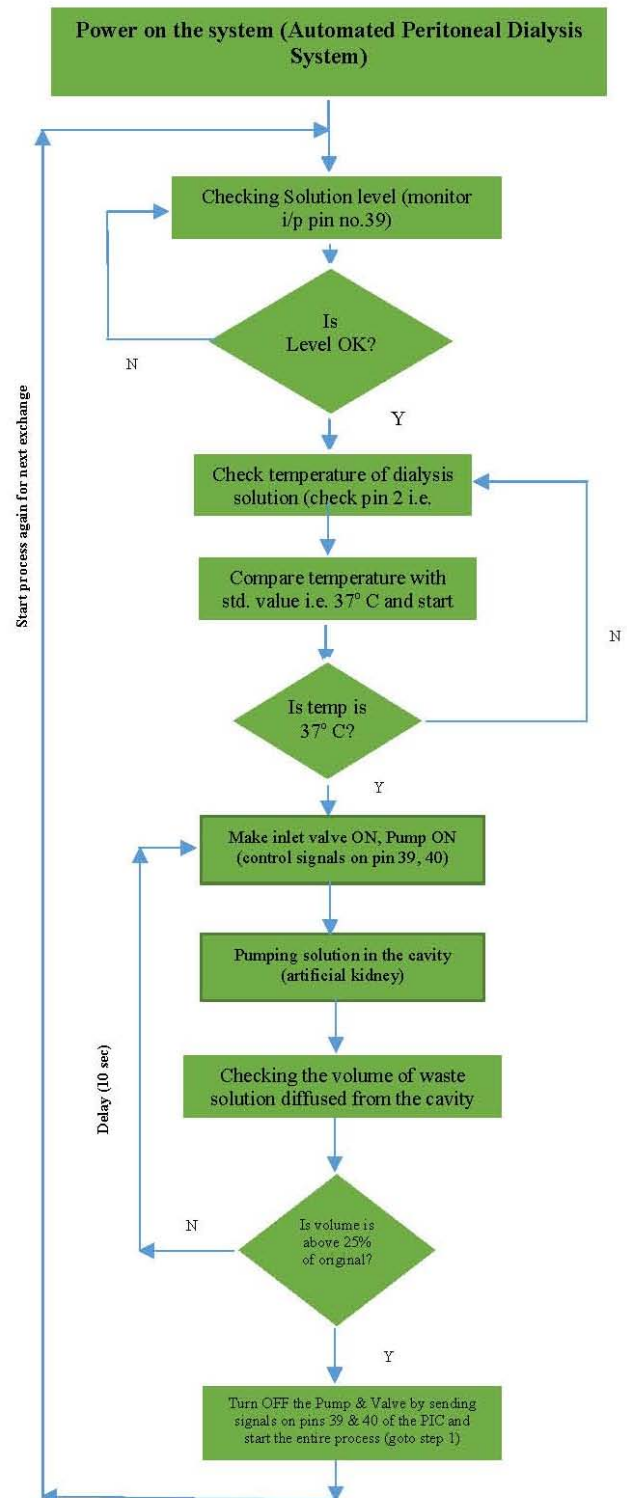 Power on the system (Automated Peritoneal Dialysis
System)
Checking Solution level (monitor
i/p pin no.39)
Is
Level OK?
N
Y
Check temperature of dialysis
solution (check pin 2 i.e.
Compare temperature with
std. value i.e. 37° C and start
N
Is temp is
37° C?
Y
Make inlet valve ON, Pump ON
(control signals on pin 39, 40)
Pumping solution in the cavity
(artificial kidney)
Checking the volume of waste
solution diffused from the cavity
N
Is volume is
above 25%
of original?
Y
Turn OFF the Pump & Valve by sending
signals on pins 39 & 40 of the PIC and
start the entire process (goto step 1)
Start process again for next exchange
Delay (10 sec)